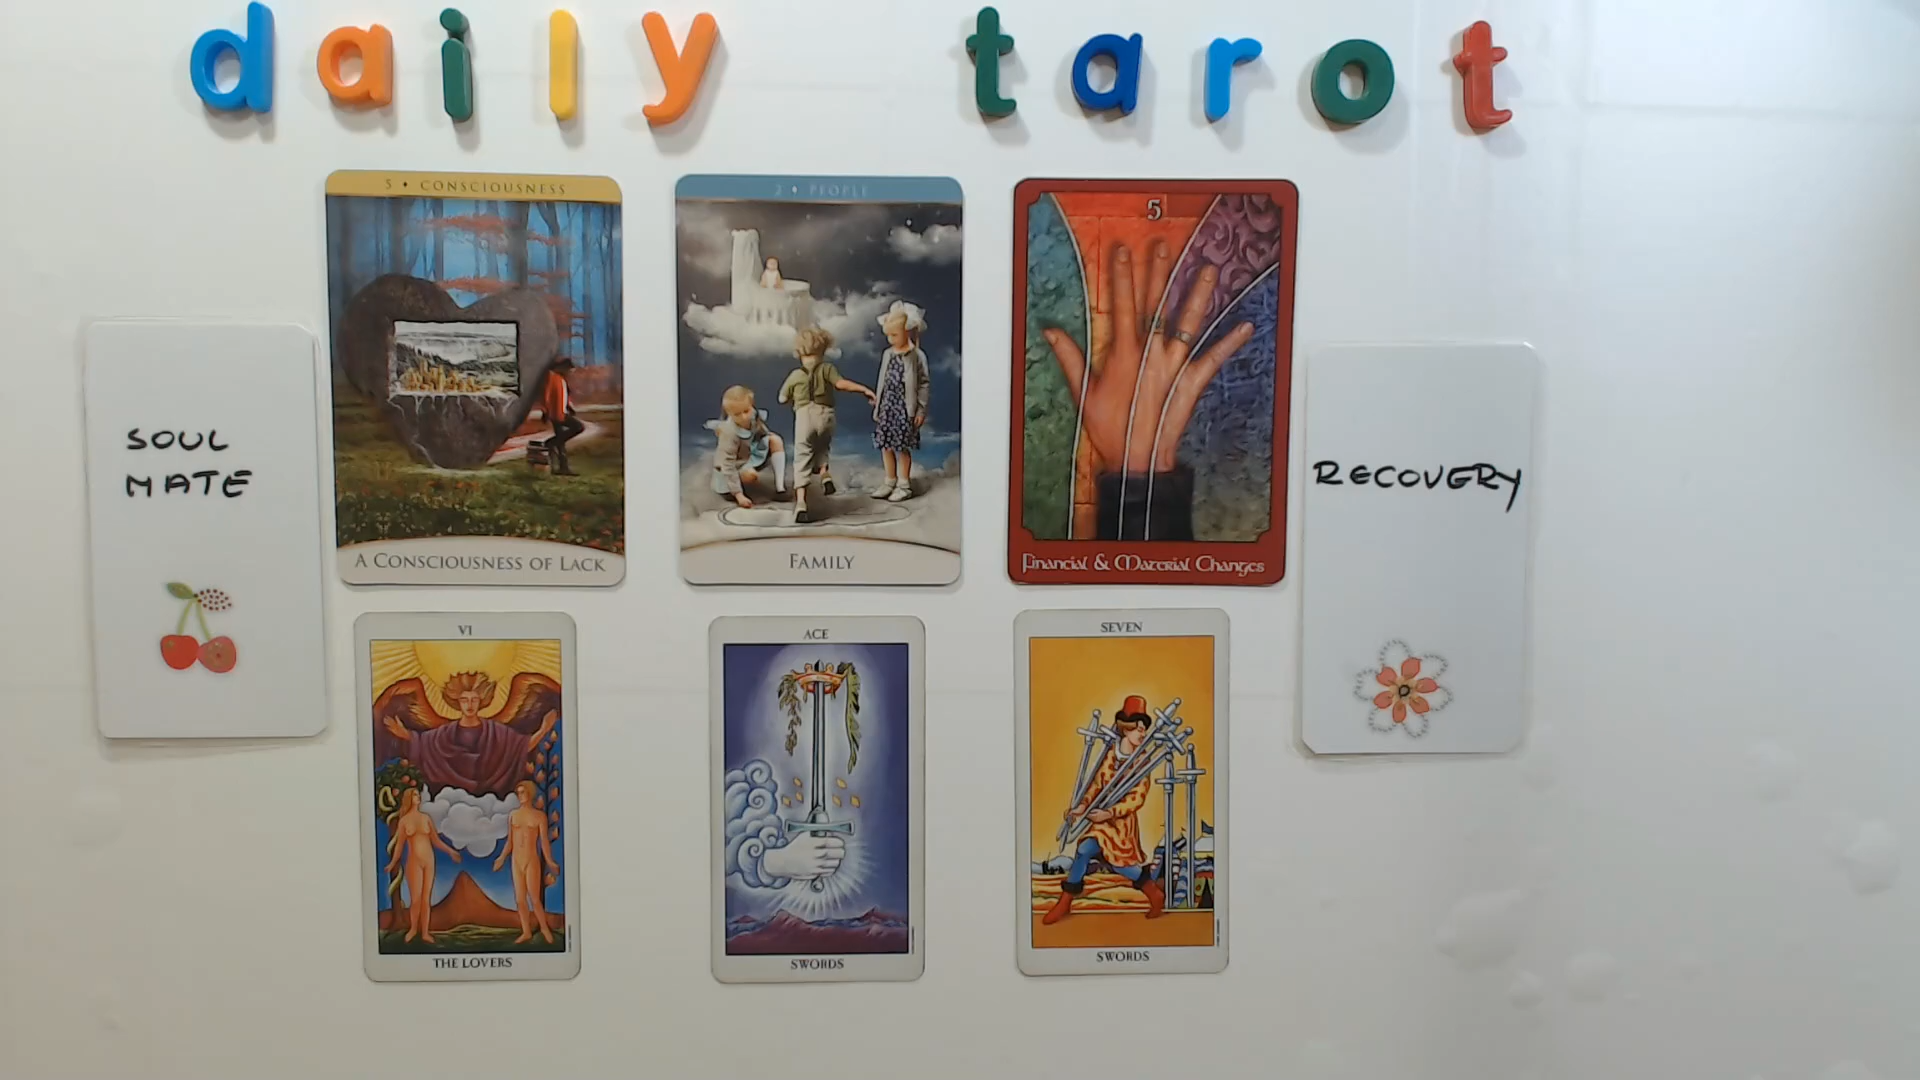 daily tarot
5 • CONSCIOUSNESS
A CONSCIOUSNESS OF LACK
2 • PEOPLE
FAMILY
5
Financial & Material Changes
SOUL
MATE
RECOVERY
VI
THE LOVERS
ACE
SWORDS
SEVEN
SWORDS